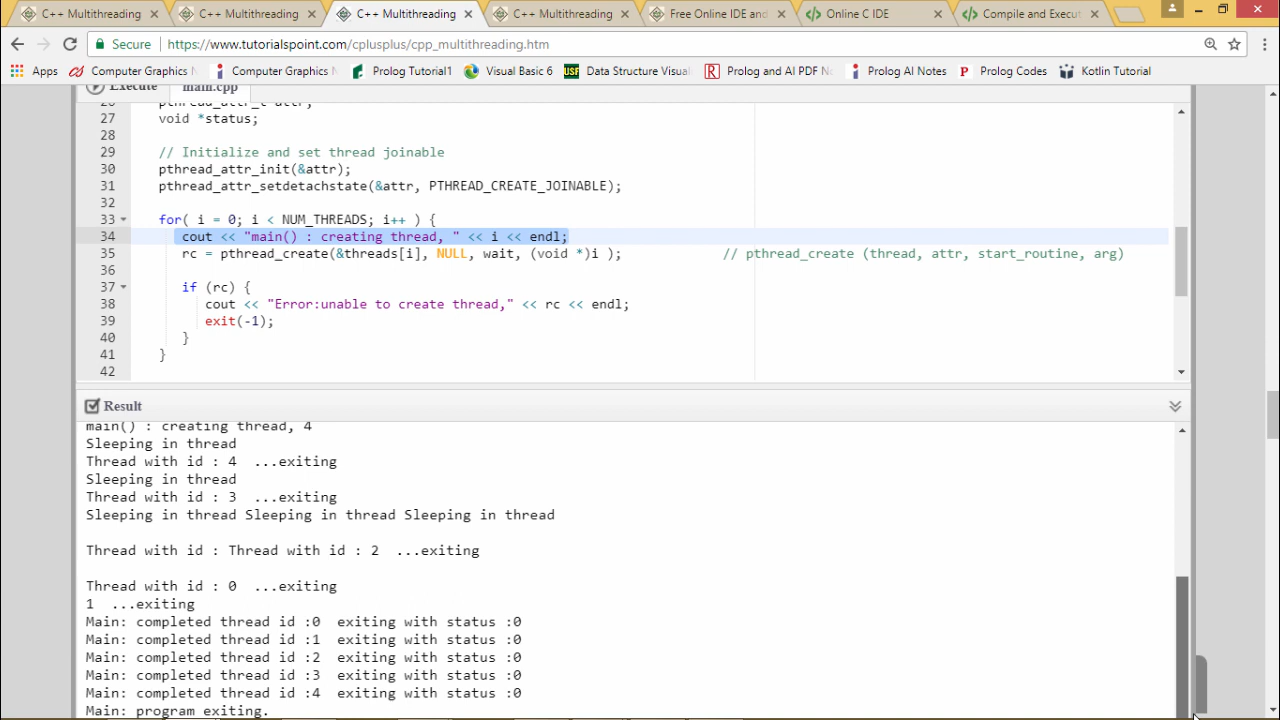 C++ Multithreading
C++ Multithreading
C++ Multithreading
C++ Multithreading
Free Online IDE and
Online C IDE
Compile and Execut
Secure https://www.tutorialspoint.com/cplusplus/cpp_multithreading.htm
Apps
Computer Graphics
Computer Graphics
Prolog Tutorial1
Visual Basic 6
USF Data Structure Visual
R Prolog and AI PDF N
Prolog AI Notes
P Prolog Codes
Kotlin Tutorial
Execute
main.cpp
26 pthread_attr_t attr;
27 void *status;
28
29 // Initialize and set thread joinable
30 pthread_attr_init(&attr);
31 pthread_attr_setdetachstate(&attr, PTHREAD_CREATE_JOINABLE);
32
33 for( i = 0; i < NUM_THREADS; i++ ) {
34 cout << "main() : creating thread, " << i << endl;
35 rc = pthread_create(&threads[i], NULL, wait, (void *)i ); // pthread_create (thread, attr, start_routine, arg)
36
37 if (rc) {
38 cout << "Error:unable to create thread," << rc << endl;
39 exit(-1);
40 }
41 }
42
Result
main() : creating thread, 4
Sleeping in thread
Thread with id : 4 ...exiting
Sleeping in thread
Thread with id : 3 ...exiting
Sleeping in thread Sleeping in thread Sleeping in thread
Thread with id : Thread with id : 2 ...exiting
Thread with id : 0 ...exiting
1 ...exiting
Main: completed thread id :0 exiting with status :0
Main: completed thread id :1 exiting with status :0
Main: completed thread id :2 exiting with status :0
Main: completed thread id :3 exiting with status :0
Main: completed thread id :4 exiting with status :0
Main: program exiting.